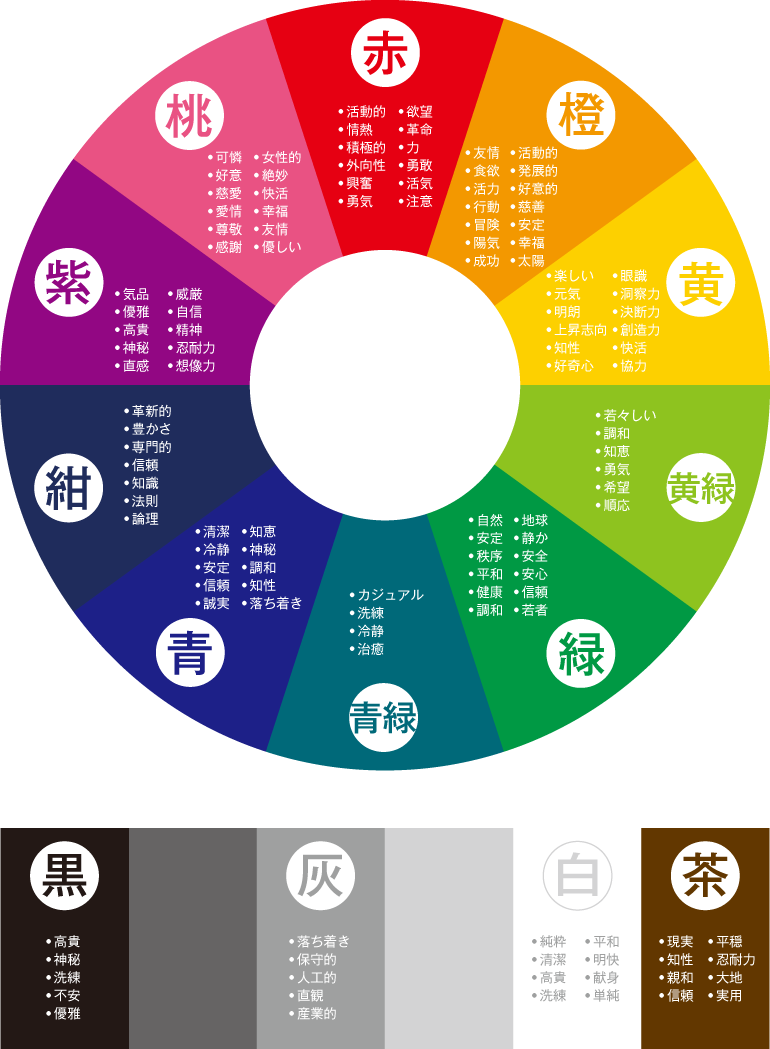 赤
•活動的 •欲望
•情熱 •革命
•積極的 •力
•外向性 •勇敢
•興奮 •活気
•勇気 •注意
橙
•友情 •活動的
•食欲 •発展的
•活力 •好意的
•行動 •慈善
•冒険 •安定
•陽気 •幸福
•成功 •太陽
黄
•楽しい •眼識
•元気 •洞察力
•明朗 •決断力
•上昇志向 •創造力
•知性 •快活
•好奇心 •協力
黄緑
•若々しい
•調和
•知恵
•勇気
•希望
•順応
緑
•自然 •地球
•安定 •静か
•秩序 •安全
•平和 •安心
•健康 •信頼
•調和 •若者
青緑
•カジュアル
•洗練
•冷静
•治癒
青
•清潔 •知恵
•冷静 •神秘
•安定 •調和
•信頼 •知性
•誠実 •落ち着き
紺
•革新的
•豊かさ
•専門的
•信頼
•知識
•法則
•論理
紫
•気品 •威厳
•優雅 •自信
•高貴 •精神
•神秘 •忍耐力
•直感 •想像力
桃
•可憐 •女性的
•好意 •絶妙
•慈愛 •快活
•愛情 •幸福
•尊敬 •友情
•感謝 •優しい
黒
•高貴
•神秘
•洗練
•不安
•優雅
灰
•落ち着き
•保守的
•人工的
•直観
•産業的
白
•純粋 •平和
•清潔 •明快
•高貴 •献身
•洗練 •単純
茶
•現実 •平穏
•知性 •忍耐力
•親和 •大地
•信頼 •実用